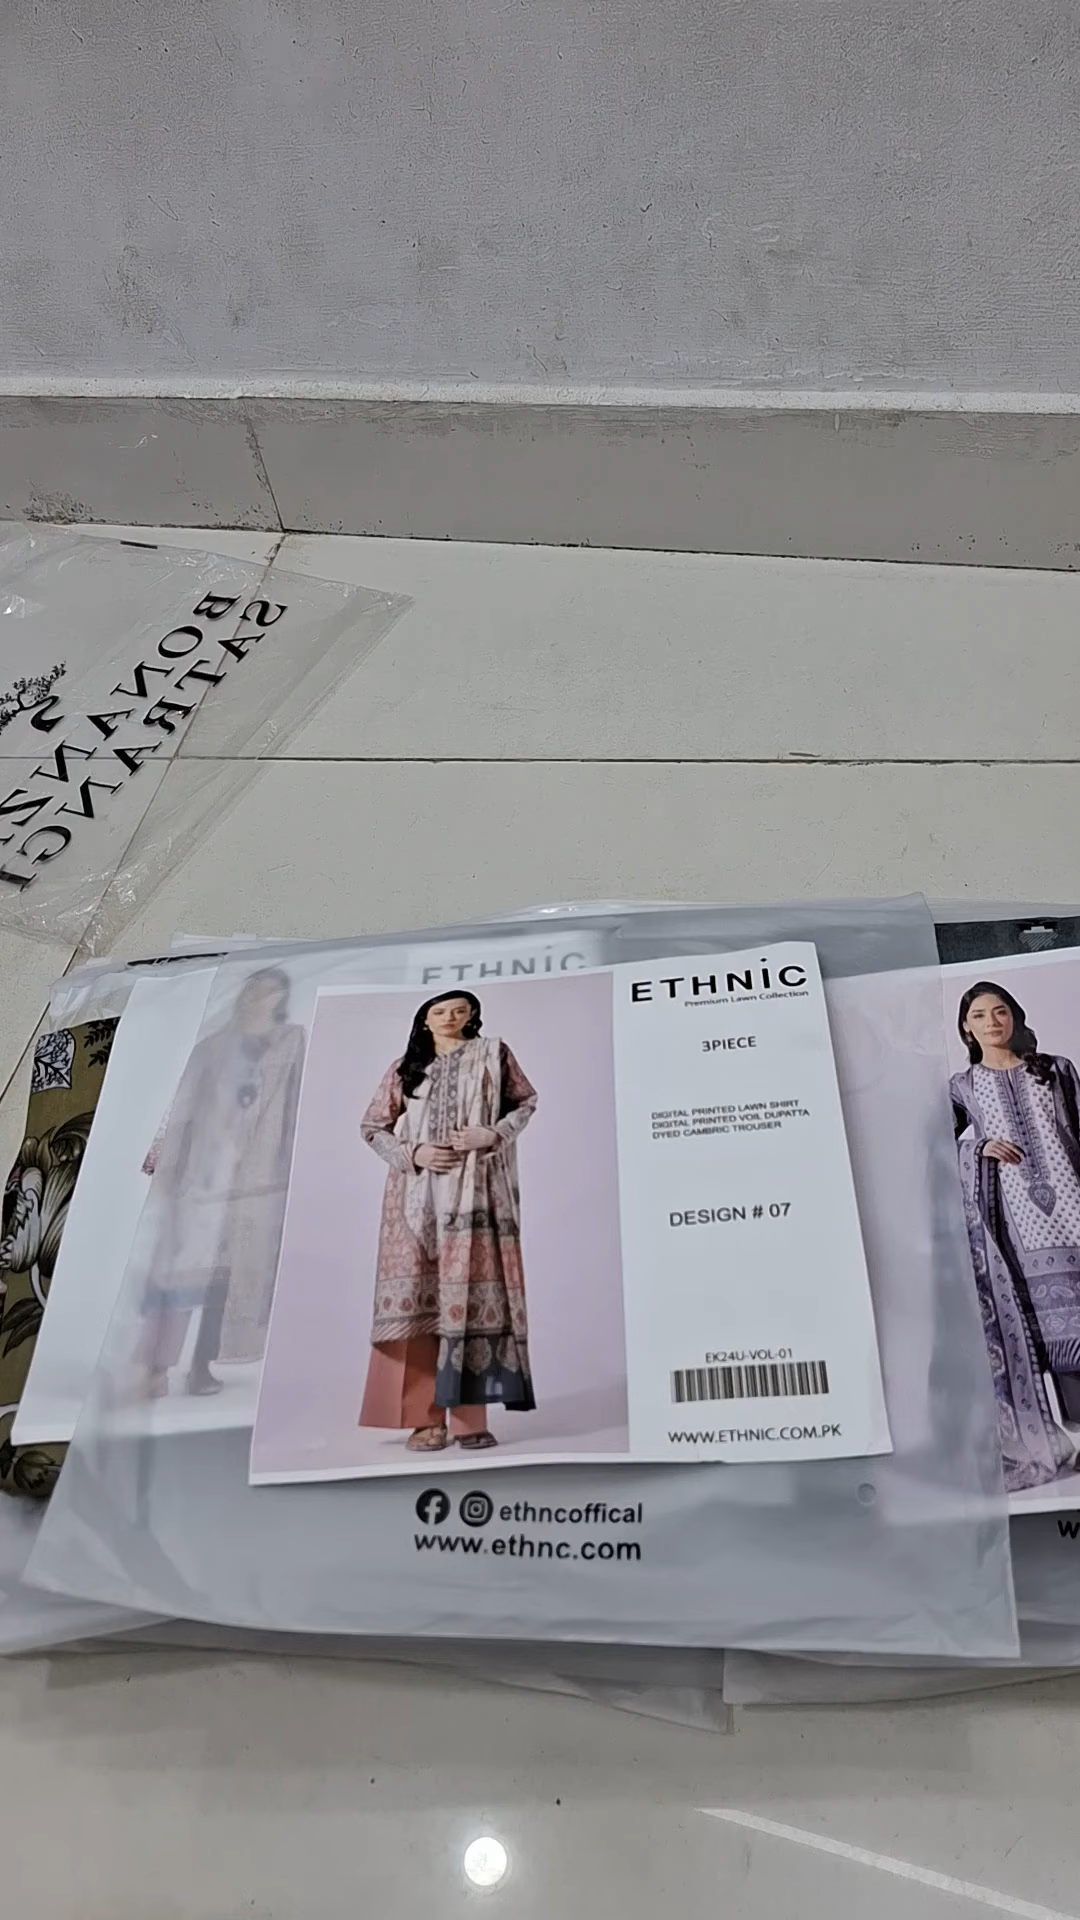 BONANZA
SATRANGI
ETHNIC
ETHNIC
Premium Lawn Collection
3PIECE
DIGITAL PRINTED LAWN SHIRT
DIGITAL PRINTED VOIL DUPATTA
DYED CAMBRIC TROUSER
DESIGN # 07
EK24U-VOL-01
WWW.ETHNIC.COM.PK
ethncoffical
www.ethnc.com
w